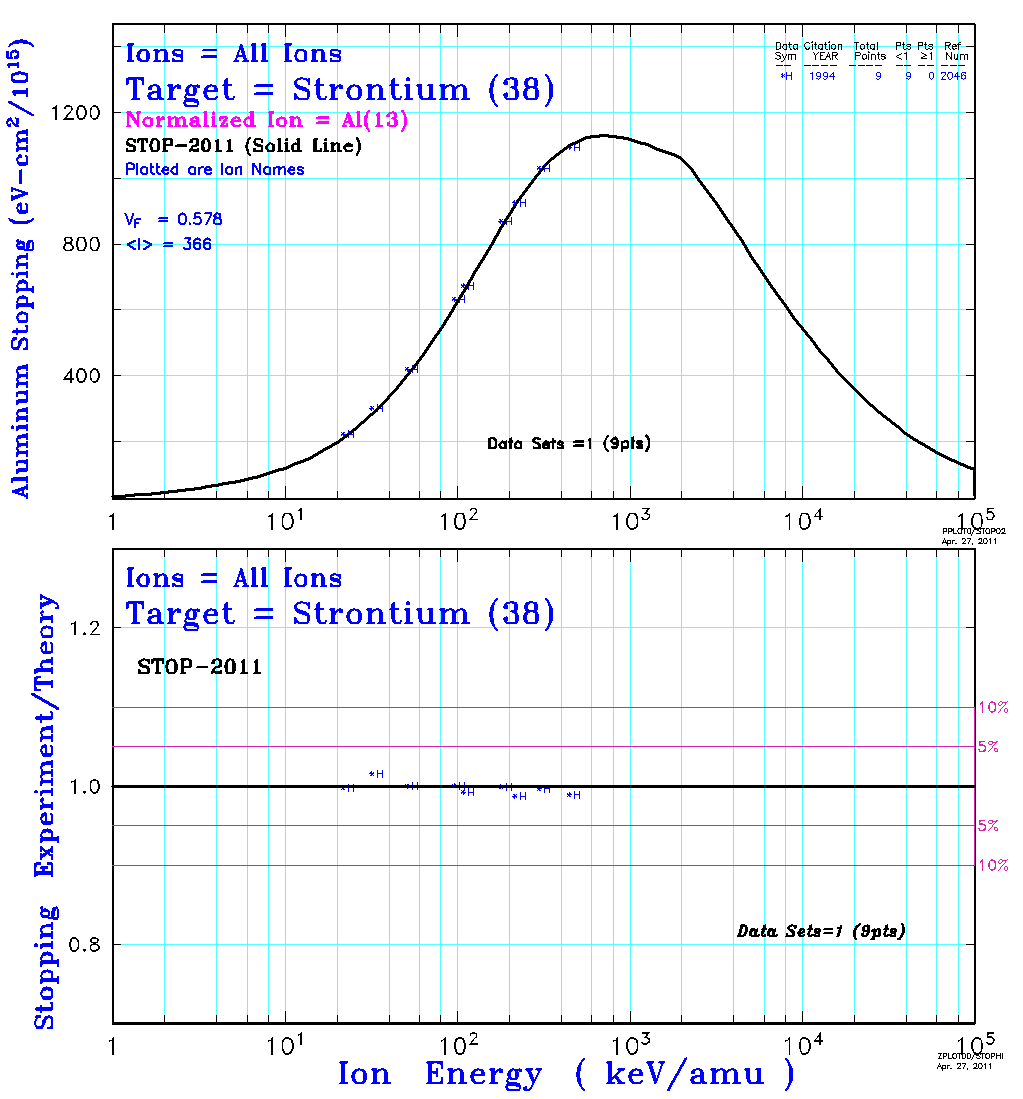 Ions = All Ions
Target = Strontium (38)
Normalized Ion = Al(13)
STOP-2011 (Solid Line)
Plotted are Ion Names
VF = 0.578
<I> = 366
Data Citation Total Pts Pts Ref
Sym YEAR Points <1 ≥1 Num
*H 1994 9 9 0 2046
Aluminum Stopping (eV-cm²/10¹⁵)
1200
800
400
*H *H *H *H *H *H *H *H *H
Data Sets =1 (9pts)
1 10¹ 10² 10³ 10⁴ 10⁵
PPLOTD/STOPO2
Apr. 27, 2011
Ions = All Ions
Target = Strontium (38)
STOP-2011
Stopping Experiment/Theory
1.2
1.0
0.8
10%
5%
5%
10%
*H *H *H *H *H *H *H *H *H
Data Sets=1 (9pts)
1 10¹ 10² 10³ 10⁴ 10⁵
ZPLOTDD/STOPHI
Apr. 27, 2011
Ion Energy ( keV/amu )